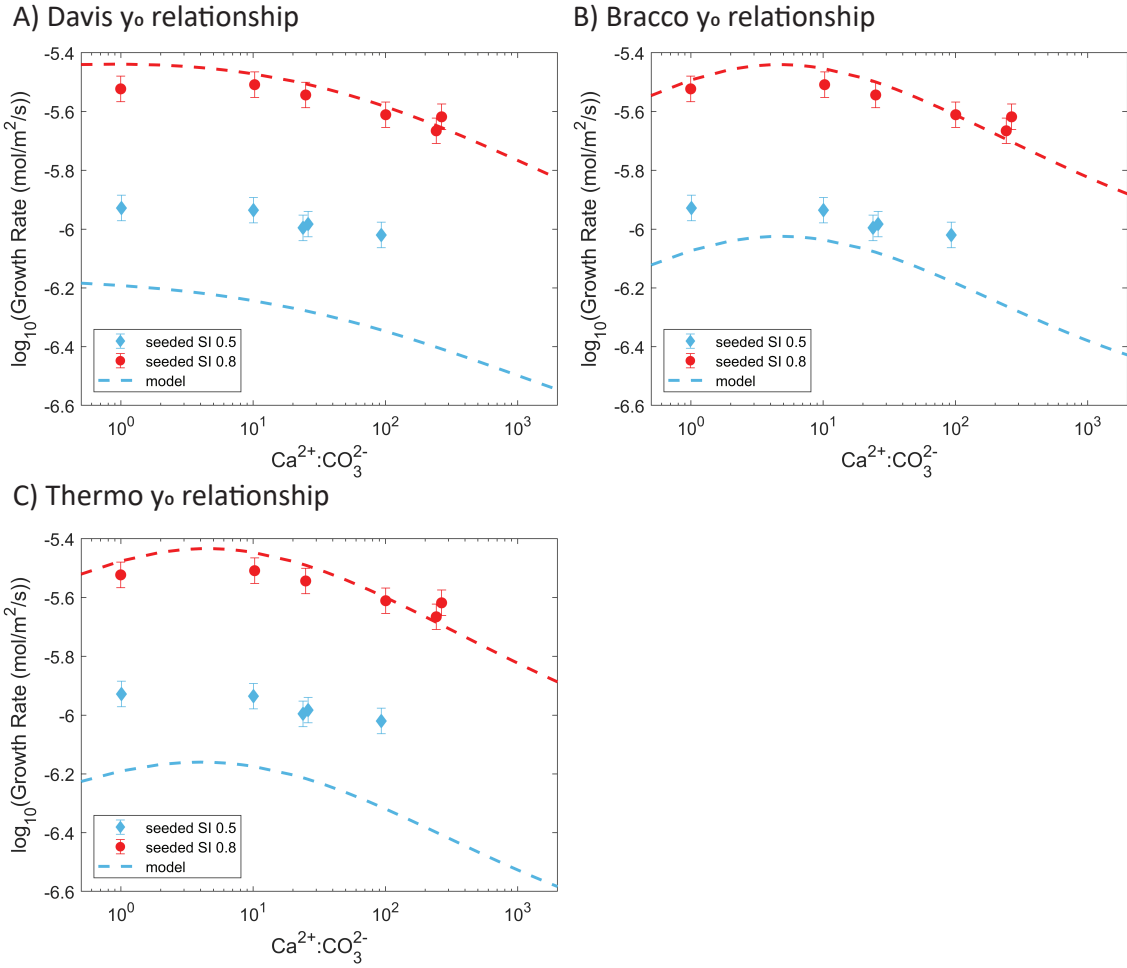 A) Davis y₀ relationship
-5.4
-5.6
-5.8
-6
-6.2
-6.4
-6.6
log₁₀(Growth Rate (mol/m²/s))
seeded SI 0.5
seeded SI 0.8
model
10⁰
10¹
10²
10³
Ca²⁺:CO₃²⁻
B) Bracco y₀ relationship
-5.4
-5.6
-5.8
-6
-6.2
-6.4
-6.6
log₁₀(Growth Rate (mol/m²/s))
seeded SI 0.5
seeded SI 0.8
model
10⁰
10¹
10²
10³
Ca²⁺:CO₃²⁻
C) Thermo y₀ relationship
-5.4
-5.6
-5.8
-6
-6.2
-6.4
-6.6
log₁₀(Growth Rate (mol/m²/s))
seeded SI 0.5
seeded SI 0.8
model
10⁰
10¹
10²
10³
Ca²⁺:CO₃²⁻